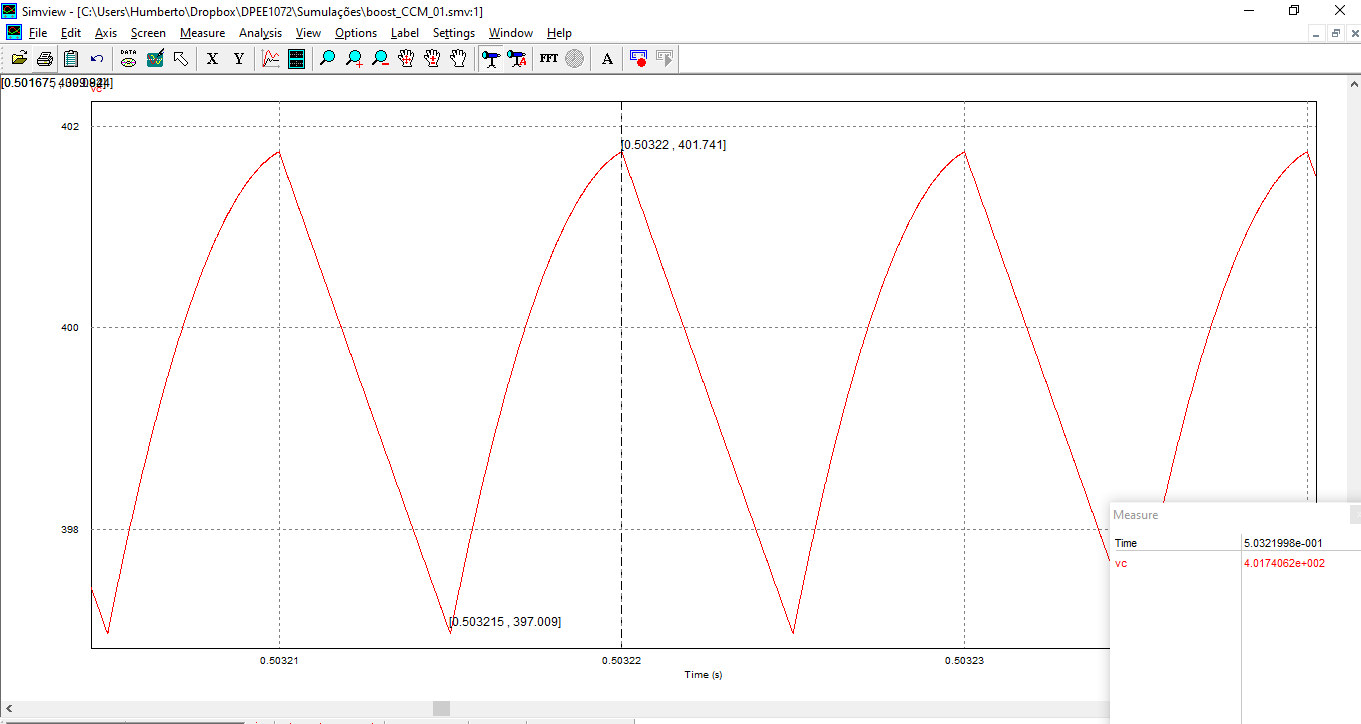 Simview - [C:\Users\Humberto\Dropbox\DPEE1072\Sumulações\boost_CCM_01.smv:1]
File Edit Axis Screen Measure Analysis View Options Label Settings Window Help
DATA X Y FFT A
[0.501675
vc
402
[0.50322 , 401.741]
400
398
[0.503215 , 397.009]
0.50321 0.50322 0.50323
Time (s)
Measure
Time 5.0321998e-001
vc 4.0174062e+002